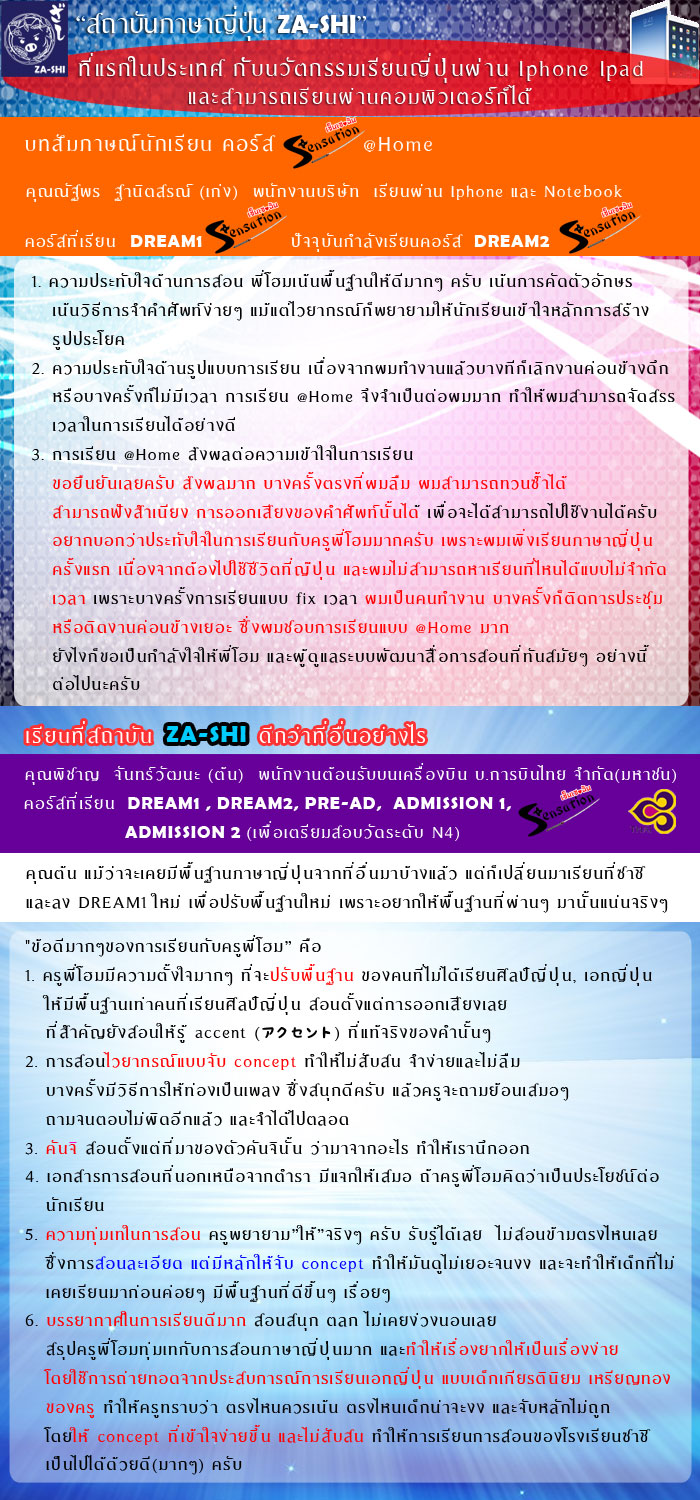 ざし
ZA-SHI
“สถาบันภาษาญี่ปุ่น ZA-SHI”
ที่แรกในประเทศ กับนวัตกรรมเรียนญี่ปุ่นผ่าน Iphone Ipad
และสามารถเรียนผ่านคอมพิวเตอร์ก็ได้
บทสัมภาษณ์นักเรียน คอร์ส Sensation @Home
คุณณัฐพร ฐานิตสรณ์ (เก่ง) พนักงานบริษัท เรียนผ่าน Iphone และ Notebook
คอร์สที่เรียน DREAM1 Sensation ปัจจุบันกำลังเรียนคอร์ส DREAM2 Sensation
1. ความประทับใจด้านการสอน พี่โฮมเน้นพื้นฐานให้ดีมากๆ ครับ เน้นการคัดตัวอักษร
เน้นวิธีการจำคำศัพท์ง่ายๆ แม้แต่ไวยากรณ์ก็พยายามให้นักเรียนเข้าใจหลักการสร้าง
รูปประโยค
2. ความประทับใจด้านรูปแบบการเรียน เนื่องจากผมทำงานแล้วบางทีก็เลิกงานค่อนข้างดึก
หรือบางครั้งก็ไม่มีเวลา การเรียน @Home จึงจำเป็นต่อผมมาก ทำให้ผมสามารถจัดสรร
เวลาในการเรียนได้อย่างดี
3. การเรียน @Home ส่งผลต่อความเข้าใจในการเรียน
ขอยืนยันเลยครับ ส่งผลมาก บางครั้งตรงที่ผมลืม ผมสามารถทวนซ้ำได้
สามารถฟังสำเนียง การออกเสียงของคำศัพท์นั้นได้ เพื่อจะได้สามารถไปใช้งานได้ครับ
อยากบอกว่าประทับใจในการเรียนกับครูพี่โฮมมากครับ เพราะผมเพิ่งเรียนภาษาญี่ปุ่น
ครั้งแรก เนื่องจากต้องไปใช้ชีวิตที่ญี่ปุ่น และผมไม่สามารถหาเรียนที่ไหนได้แบบไม่จำกัด
เวลา เพราะบางครั้งการเรียนแบบ fix เวลา ผมเป็นคนทำงาน บางครั้งก็ติดการประชุม
หรือติดงานค่อนข้างเยอะ ซึ่งผมชอบการเรียนแบบ @Home มาก
ยังไงก็ขอเป็นกำลังใจให้พี่โฮม และผู้ดูแลระบบพัฒนาสื่อการสอนที่ทันสมัยๆ อย่างนี้
ต่อไปนะครับ
เรียนที่สถาบัน ZA-SHI ดีกว่าที่อื่นอย่างไร
คุณพิชาญ จันทร์วัฒนะ (ต้น) พนักงานต้อนรับบนเครื่องบิน บ.การบินไทย จำกัด(มหาชน)
คอร์สที่เรียน DREAM1 , DREAM2, PRE-AD, ADMISSION 1, Sensation
ADMISSION 2 (เพื่อเตรียมสอบวัดระดับ N4)
THAI
คุณต้น แม้ว่าจะเคยมีพื้นฐานภาษาญี่ปุ่นจากที่อื่นมาบ้างแล้ว แต่ก็เปลี่ยนมาเรียนที่ซาชิ
และลง DREAM1 ใหม่ เพื่อปรับพื้นฐานใหม่ เพราะอยากให้พื้นฐานที่ผ่านๆ มานั้นแน่นจริงๆ
"ข้อดีมากๆของการเรียนกับครูพี่โฮม” คือ
1. ครูพี่โฮมมีความตั้งใจมากๆ ที่จะปรับพื้นฐาน ของคนที่ไม่ได้เรียนศิลป์ญี่ปุ่น, เอกญี่ปุ่น
ให้มีพื้นฐานเท่าคนที่เรียนศิลป์ญี่ปุ่น สอนตั้งแต่การออกเสียงเลย
ที่สำคัญยังสอนให้รู้ accent (アクセント) ที่แท้จริงของคำนั้นๆ
2. การสอนไวยากรณ์แบบจับ concept ทำให้ไม่สับสน จำง่ายและไม่ลืม
บางครั้งมีวิธีการให้ท่องเป็นเพลง ซึ่งสนุกดีครับ แล้วครูจะถามย้อนเสมอๆ
ถามจนตอบไม่ผิดอีกแล้ว และจำได้ไปตลอด
3. คันจิ สอนตั้งแต่ที่มาของตัวคันจินั้น ว่ามาจากอะไร ทำให้เรานึกออก
4. เอกสารการสอนที่นอกเหนือจากตำรา มีแจกให้เสมอ ถ้าครูพี่โฮมคิดว่าเป็นประโยชน์ต่อ
นักเรียน
5. ความทุ่มเทในการสอน ครูพยายาม”ให้”จริงๆ ครับ รับรู้ได้เลย ไม่สอนข้ามตรงไหนเลย
ซึ่งการสอนละเอียด แต่มีหลักให้จับ concept ทำให้มันดูไม่เยอะจนงง และจะทำให้เด็กที่ไม่
เคยเรียนมาก่อนค่อยๆ มีพื้นฐานที่ดีขึ้นๆ เรื่อยๆ
6. บรรยากาศในการเรียนดีมาก สอนสนุก ตลก ไม่เคยง่วงนอนเลย
สรุปครูพี่โฮมทุ่มเทกับการสอนภาษาญี่ปุ่นมาก และทำให้เรื่องยากให้เป็นเรื่องง่าย
โดยใช้การถ่ายทอดจากประสบการณ์การเรียนเอกญี่ปุ่น แบบเด็กเกียรตินิยม เหรียญทอง
ของครู ทำให้ครูทราบว่า ตรงไหนควรเน้น ตรงไหนเด็กน่าจะงง และจับหลักไม่ถูก
โดยให้ concept ที่เข้าใจง่ายขึ้น และไม่สับสน ทำให้การเรียนการสอนของโรงเรียนซาชิ
เป็นไปได้ด้วยดี(มากๆ) ครับ